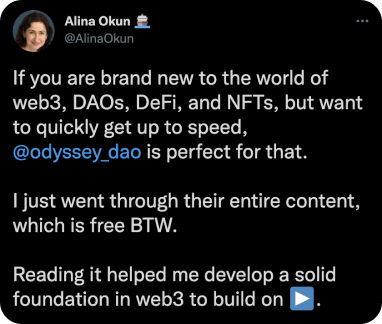 Alina Okun 🧁
@AlinaOkun
If you are brand new to the world of
web3, DAOs, DeFi, and NFTs, but want
to quickly get up to speed,
@odyssey_dao is perfect for that.
I just went through their entire content,
which is free BTW.
Reading it helped me develop a solid
foundation in web3 to build on ▶️.